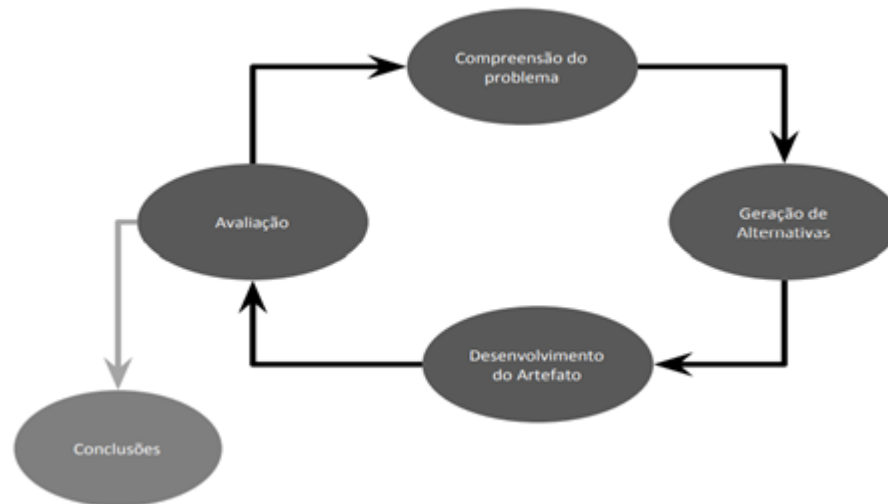 Compreensão do
problema
Geração de
Alternativas
Avaliação
Desenvolvimento
do Artefato
Conclusões